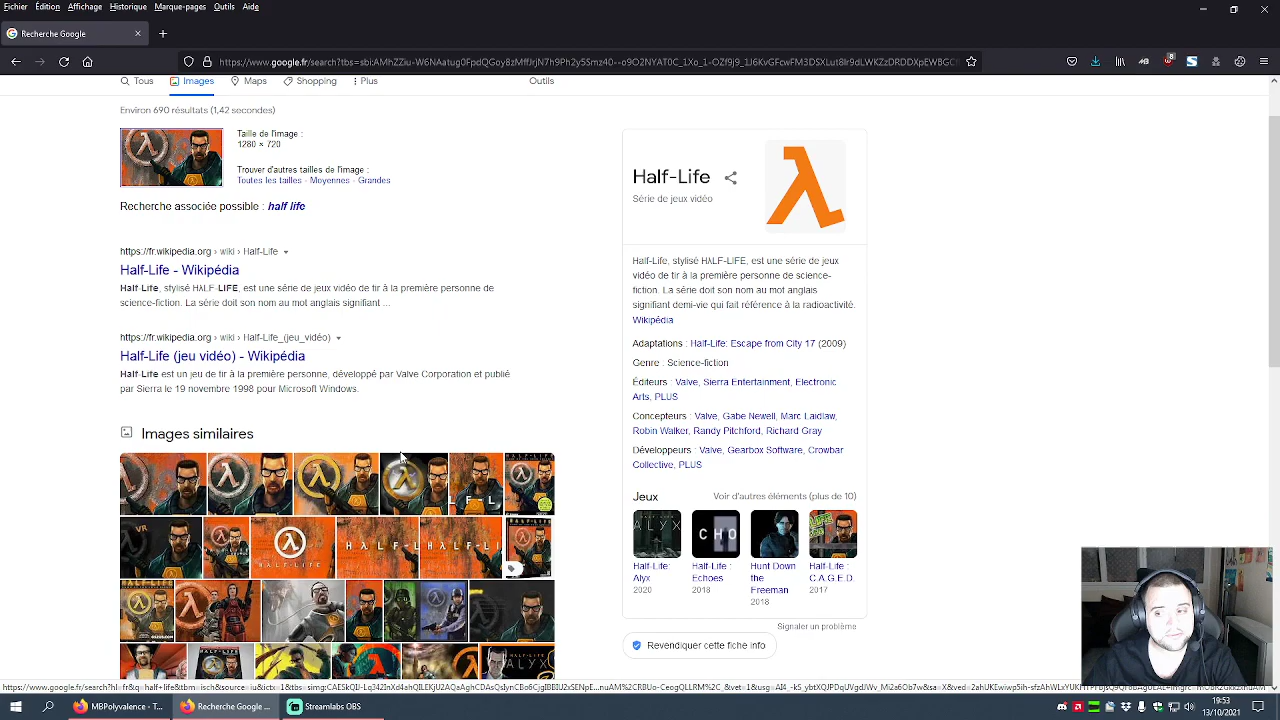 Fichier Édition Affichage Historique Marque-pages Outils Aide
Recherche Google
Tous Images Maps Shopping Plus Outils
Environ 690 résultats (1,42 secondes)
Taille de l'image :
1280 × 720
Trouver d'autres tailles de l'image :
Toutes les tailles - Moyennes - Grandes
Recherche associée possible : half life
https://fr.wikipedia.org › wiki › Half-Life
Half-Life - Wikipédia
Half-Life, stylisé HλLF-LIFE, est une série de jeux vidéo de tir à la première personne de
science-fiction. La série doit son nom au mot anglais signifiant ...
https://fr.wikipedia.org › wiki › Half-Life_(jeu_vidéo)
Half-Life (jeu vidéo) - Wikipédia
Half-Life est un jeu de tir à la première personne, développé par Valve Corporation et publié
par Sierra le 19 novembre 1998 pour Microsoft Windows.
Images similaires
Half-Life
Série de jeux vidéo
Half-Life, stylisé HλLF-LIFE, est une série de jeux
vidéo de tir à la première personne de science-
fiction. La série doit son nom au mot anglais
signifiant demi-vie qui fait référence à la radioactivité.
Wikipédia
Adaptations : Half-Life: Escape from City 17 (2009)
Genre : Science-fiction
Éditeurs : Valve, Sierra Entertainment, Electronic
Arts, PLUS
Concepteurs : Valve, Gabe Newell, Marc Laidlaw,
Robin Walker, Randy Pitchford, Richard Gray
Développeurs : Valve, Gearbox Software, Crowbar
Collective, PLUS
Jeux Voir d'autres éléments (plus de 10)
Half-Life: Alyx 2020
Half-Life : Echoes 2018
Hunt Down the Freeman 2018
Half-Life : C.A.G.E.D. 2017
Signaler un problème
Revendiquer cette fiche info
MiPolyvalence - T...
Recherche Google ...
Streamlabs OBS
19:53
13/10/2021